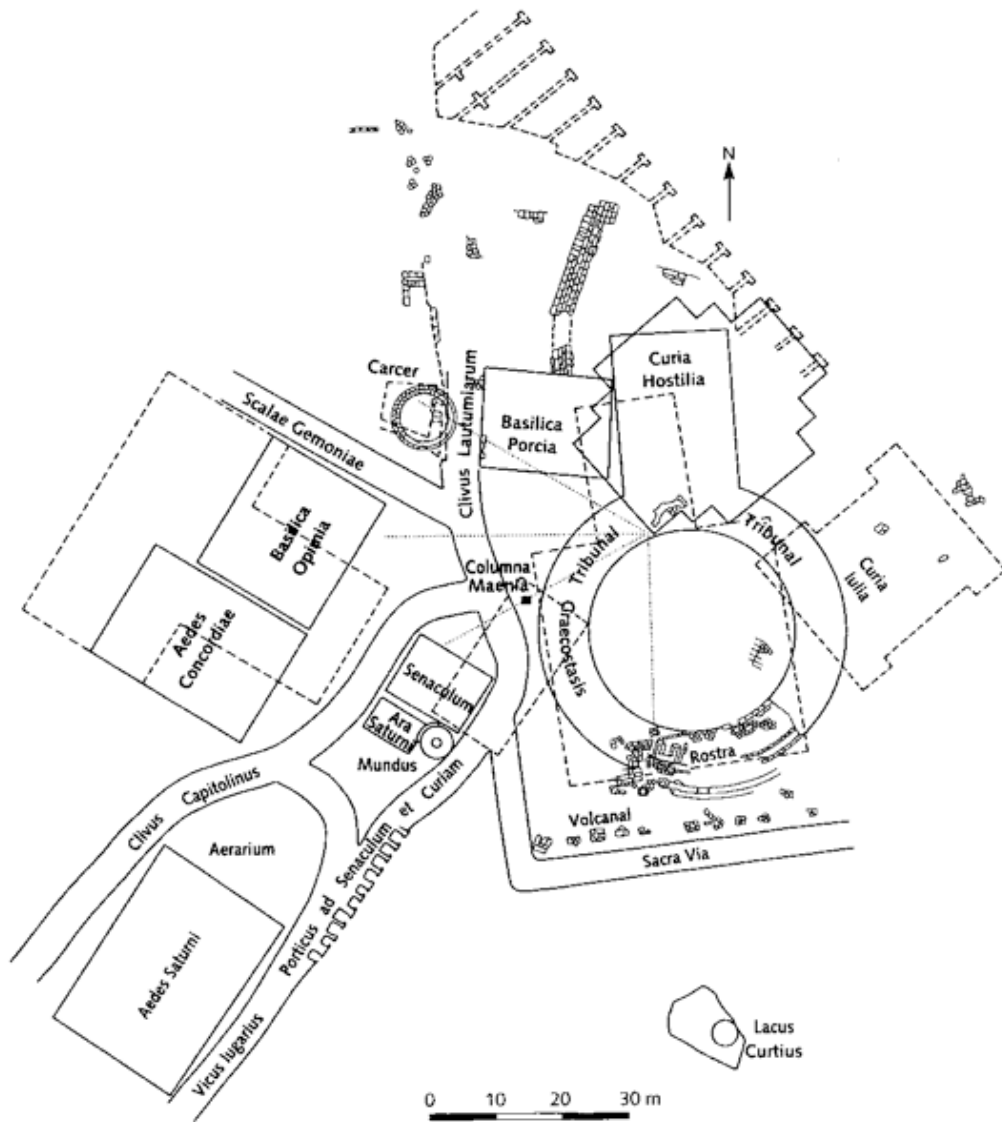 N
Carcer
Curia
Hostilia
Basilica
Porcia
Clivus Lautumiarum
Scalae Gemoniae
Basilica
Opimia
Aedes
Concordiae
Columna
Maenia
Tribunal
Tribunal
Curia
Iulia
Graecostasis
Senaculum
Ara
Saturni
Mundus
Rostra
Volcanal
Sacra Via
Clivus Capitolinus
Aerarium
Aedes Saturni
Porticus ad Senaculum et Curiam
Vicus Iugarius
Lacus
Curtius
0 10 20 30 m